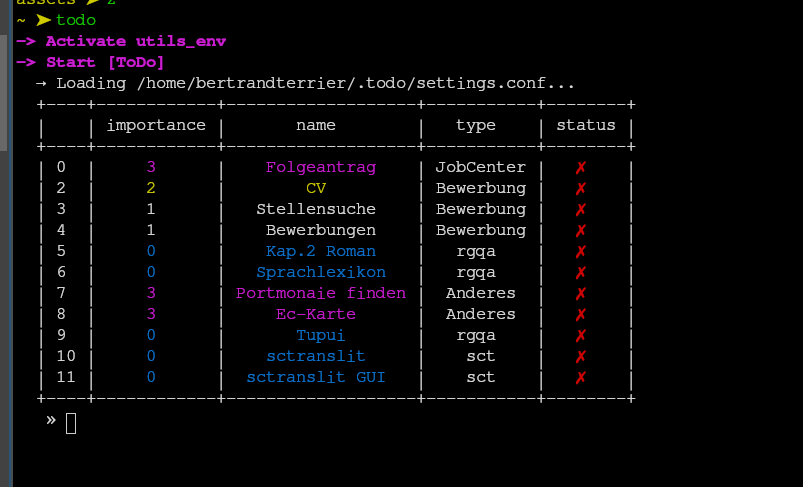 assets ➤ z
~ ➤ todo
—> Activate utils_env
—> Start [ToDo]
→ Loading /home/bertrandterrier/.todo/settings.conf...
+----+------------+-------------------+-----------+--------+
|    | importance |       name        |   type    | status |
+----+------------+-------------------+-----------+--------+
| 0  |     3      |    Folgeantrag    | JobCenter |   ✗    |
| 2  |     2      |        CV         | Bewerbung |   ✗    |
| 3  |     1      |   Stellensuche    | Bewerbung |   ✗    |
| 4  |     1      |    Bewerbungen    | Bewerbung |   ✗    |
| 5  |     0      |    Kap.2 Roman    |   rgqa    |   ✗    |
| 6  |     0      |   Sprachlexikon   |   rgqa    |   ✗    |
| 7  |     3      | Portmonaie finden |  Anderes  |   ✗    |
| 8  |     3      |     Ec-Karte      |  Anderes  |   ✗    |
| 9  |     0      |       Tupui       |   rgqa    |   ✗    |
| 10 |     0      |    sctranslit     |    sct    |   ✗    |
| 11 |     0      |  sctranslit GUI   |    sct    |   ✗    |
+----+------------+-------------------+-----------+--------+
»